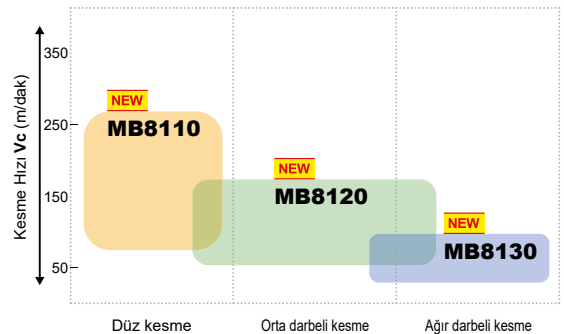 Kesme Hızı Vc (m/dak)
350
250
150
50
NEW
MB8110
NEW
MB8120
NEW
MB8130
Düz kesme
Orta darbeli kesme
Ağır darbeli kesme